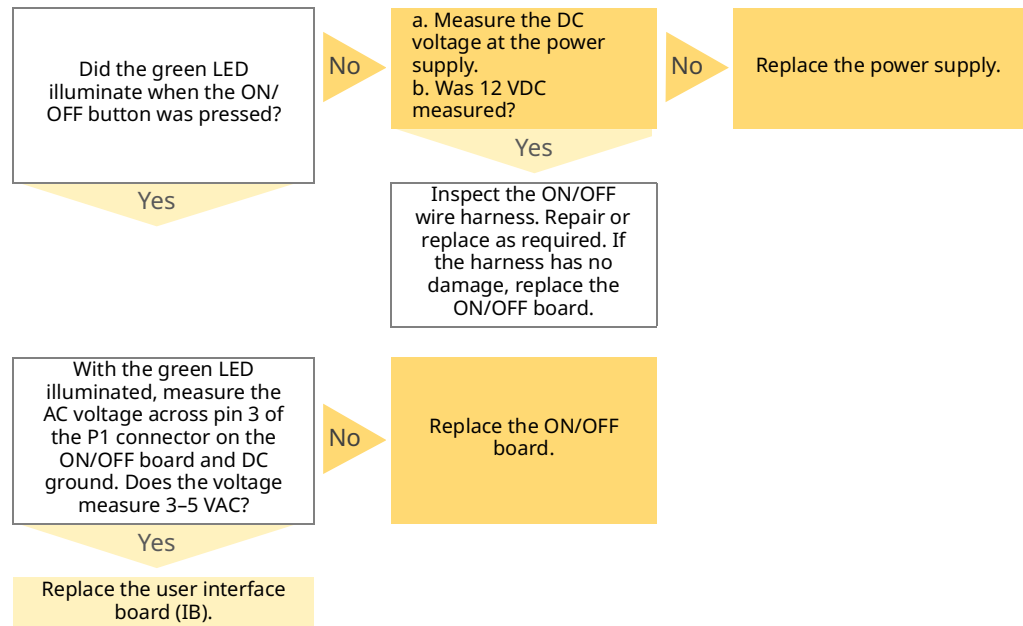 Did the green LED
illuminate when the ON/
OFF button was pressed?
No
a. Measure the DC
voltage at the power
supply.
b. Was 12 VDC
measured?
No
Replace the power supply.
Yes
Yes
Inspect the ON/OFF
wire harness. Repair or
replace as required. If
the harness has no
damage, replace the
ON/OFF board.
With the green LED
illuminated, measure the
AC voltage across pin 3 of
the P1 connector on the
ON/OFF board and DC
ground. Does the voltage
measure 3–5 VAC?
No
Replace the ON/OFF
board.
Yes
Replace the user interface
board (IB).